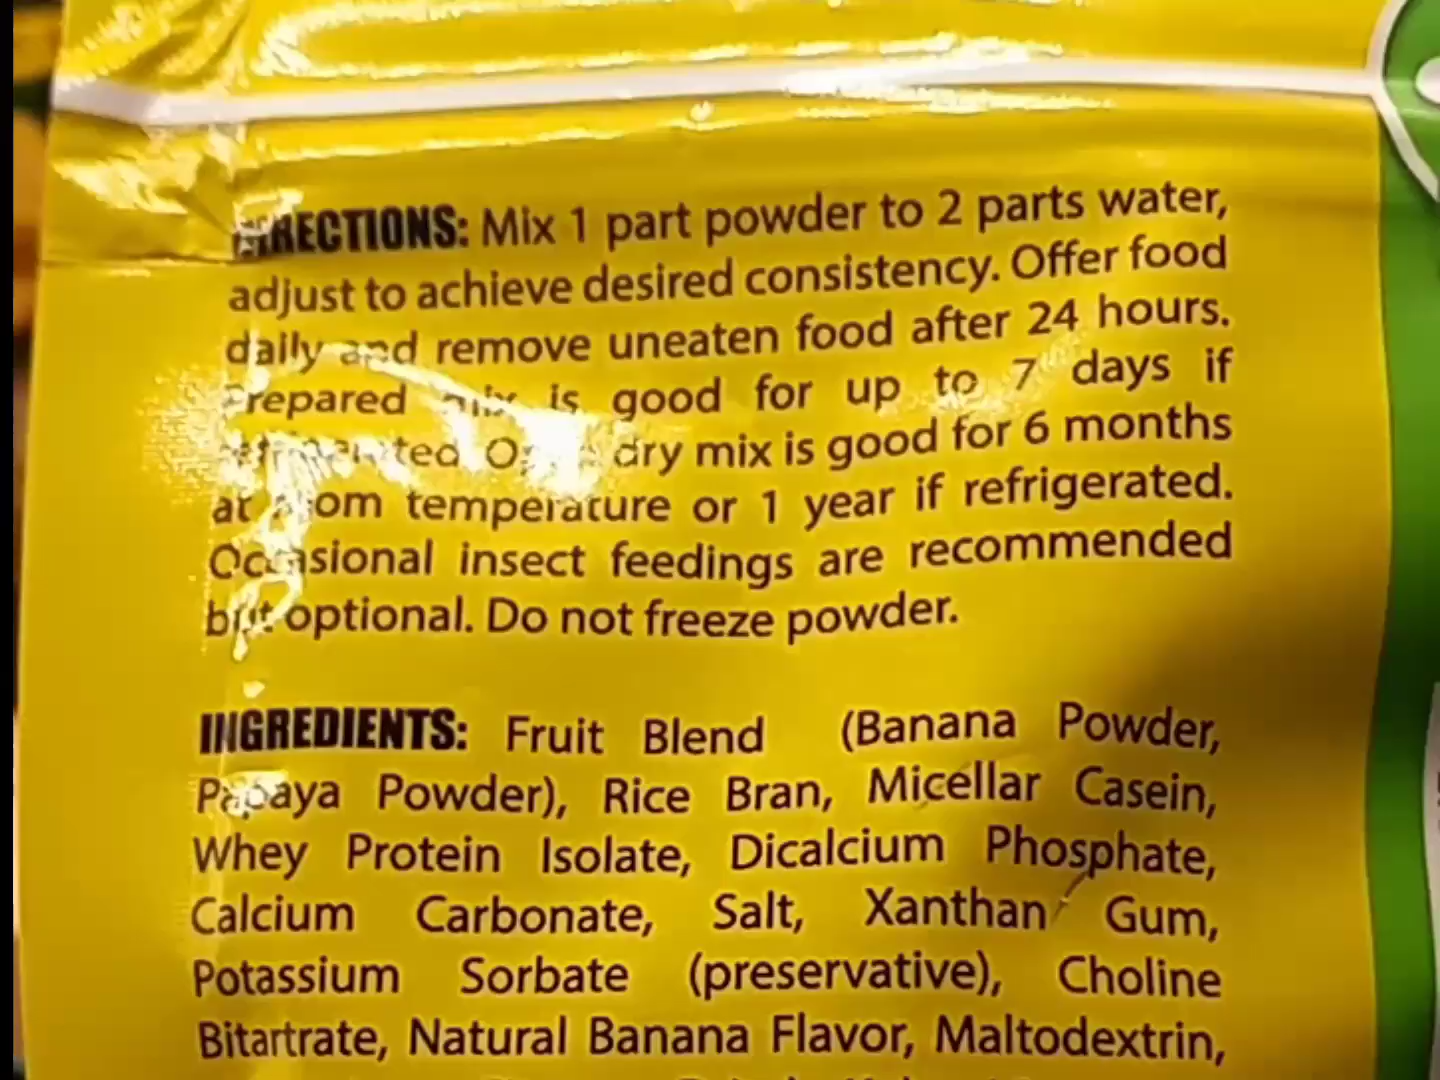 DIRECTIONS: Mix 1 part powder to 2 parts water,
adjust to achieve desired consistency. Offer food
daily and remove uneaten food after 24 hours.
Prepared mix is good for up to 7 days if
dry mix is good for 6 months
at room temperature or 1 year if refrigerated.
Occasional insect feedings are recommended
but optional. Do not freeze powder.
INGREDIENTS: Fruit Blend (Banana Powder,
Papaya Powder), Rice Bran, Micellar Casein,
Whey Protein Isolate, Dicalcium Phosphate,
Calcium Carbonate, Salt, Xanthan Gum,
Potassium Sorbate (preservative), Choline
Bitartrate, Natural Banana Flavor, Maltodextrin,